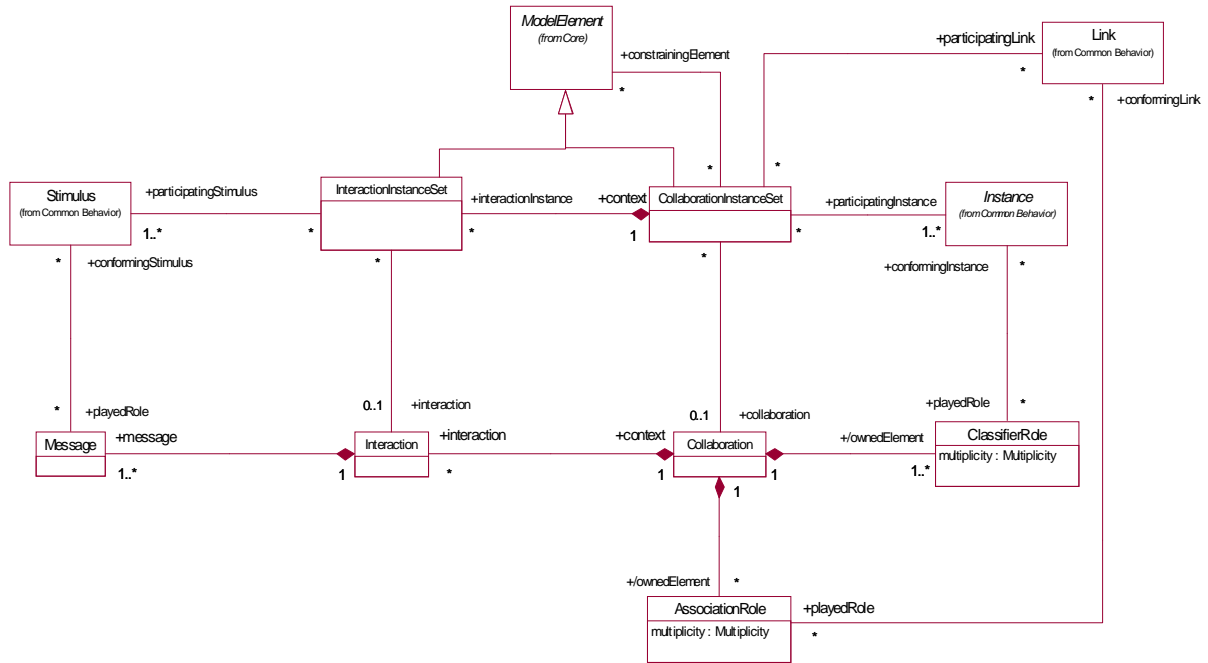 ModelElement
(from Core)
+constrainingElement
*
+participatingLink
*
Link
(from Common Behavior)
*
+conformingLink
Stimulus
(from Common Behavior)
+participatingStimulus
1..*
*
InteractionInstanceSet
+interactionInstance
*
+context
1
*
*
CollaborationInstanceSet
+participatingInstance
*
1..*
Instance
(from Common Behavior)
*
+conformingStimulus
*
*
+conformingInstance
*
*
+playedRole
0..1
+interaction
0..1
+collaboration
+playedRole
*
Message
+message
1..*
1
Interaction
+interaction
*
+context
1
Collaboration
1
1
+/ownedElement
1..*
ClassifierRole
multiplicity : Multiplicity
+/ownedElement
*
AssociationRole
multiplicity : Multiplicity
+playedRole
*